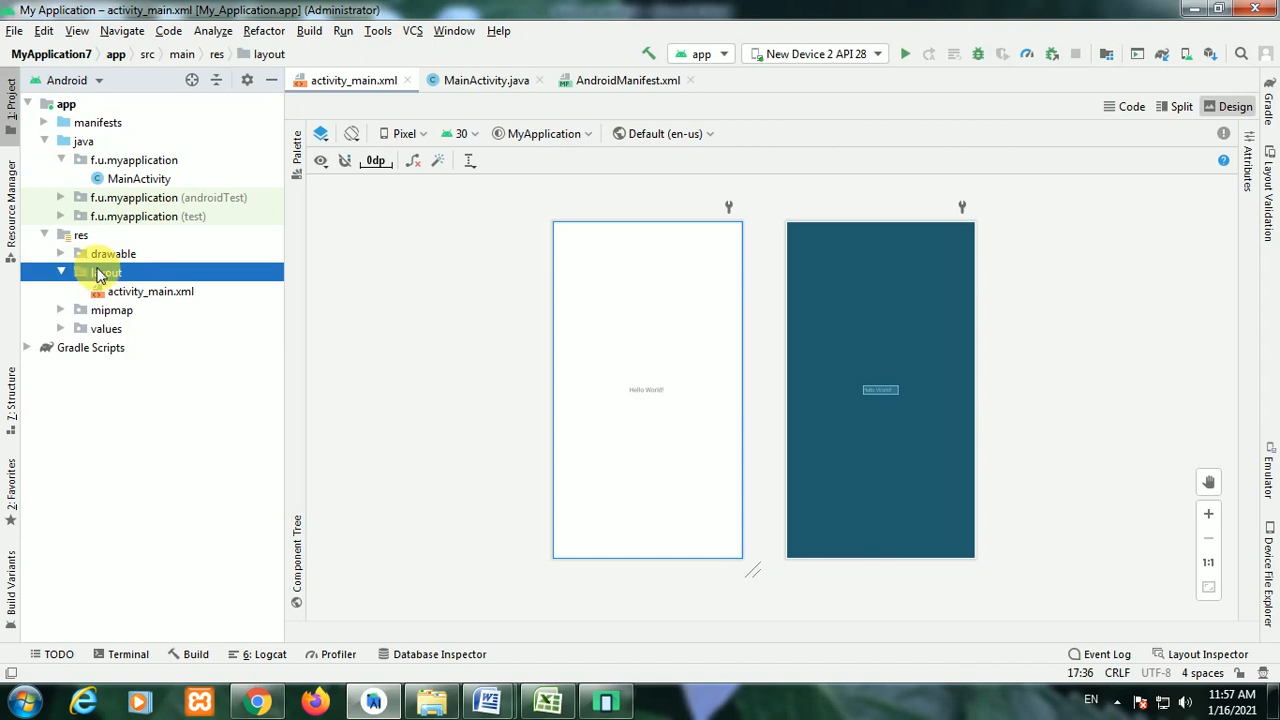 My Application – activity_main.xml [My_Application.app] (Administrator)
File Edit View Navigate Code Analyze Refactor Build Run Tools VCS Window Help
MyApplication7 app src main res layout
app New Device 2 API 28
Android
activity_main.xml MainActivity.java AndroidManifest.xml
Code Split Design
Pixel 30 MyApplication Default (en-us)
0dp
app
manifests
java
f.u.myapplication
MainActivity
f.u.myapplication (androidTest)
f.u.myapplication (test)
res
drawable
layout
activity_main.xml
mipmap
values
Gradle Scripts
1: Project
Resource Manager
7: Structure
2: Favorites
Build Variants
Palette
Component Tree
Hello World!
Hello World!
1:1
Attributes
Gradle
Layout Validation
Emulator
Device File Explorer
TODO Terminal Build 6: Logcat Profiler Database Inspector Event Log Layout Inspector
17:36 CRLF UTF-8 4 spaces
EN
11:57 AM
1/16/2021